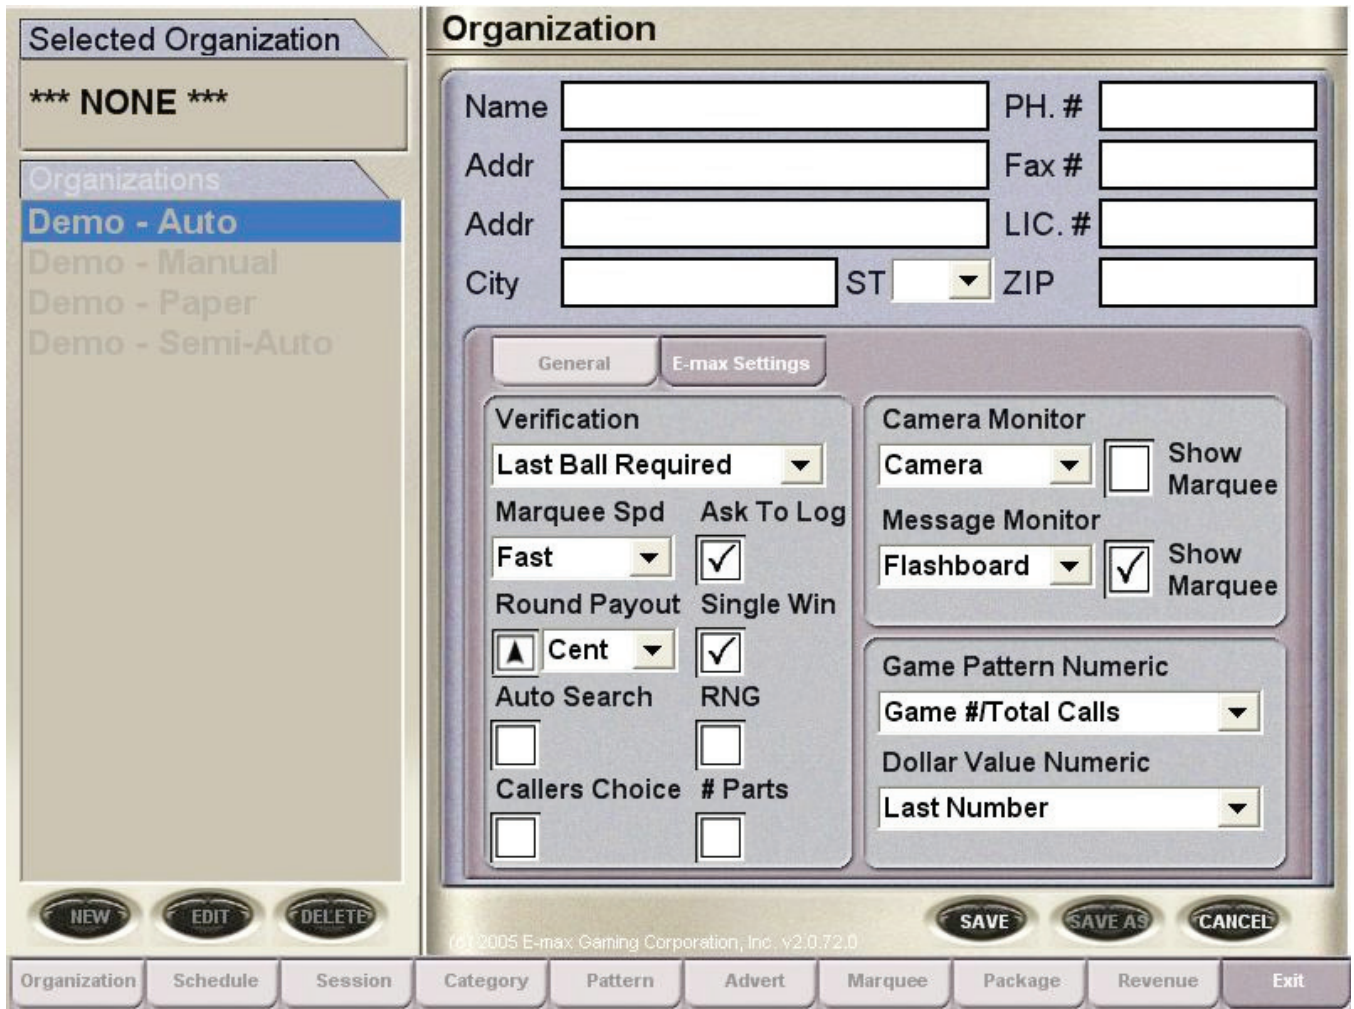 Selected Organization
*** NONE ***
Organizations
Demo - Auto
Demo - Manual
Demo - Paper
Demo - Semi-Auto
NEW EDIT DELETE
Organization
Name PH. #
Addr Fax #
Addr LIC. #
City ST ZIP
General E-max Settings
Verification
Last Ball Required
Marquee Spd Ask To Log
Fast
Round Payout Single Win
Cent
Auto Search RNG
Callers Choice # Parts
Camera Monitor
Camera Show
Marquee
Message Monitor
Flashboard Show
Marquee
Game Pattern Numeric
Game #/Total Calls
Dollar Value Numeric
Last Number
SAVE SAVE AS CANCEL
(c) 2005 E-max Gaming Corporation, Inc. v2.0.72.0
Organization Schedule Session Category Pattern Advert Marquee Package Revenue Exit